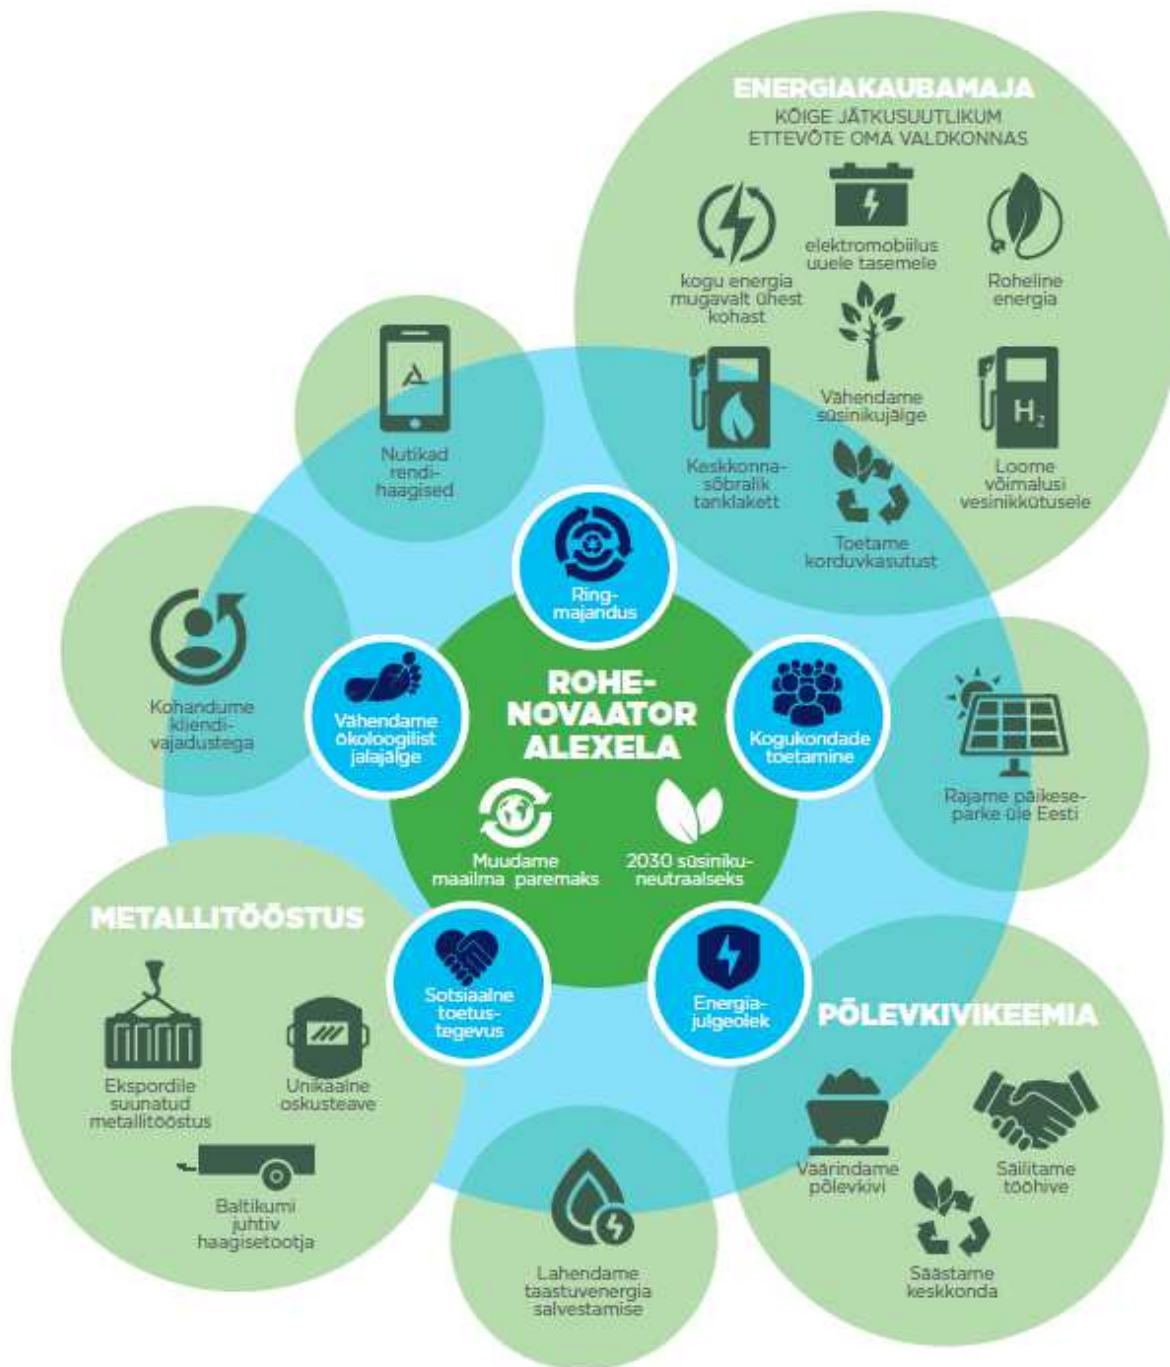 ENERGIAKAUBAMAJA
KÕIGE JÄTKUSUUTLIKUM
ETTEVÕTE OMA VALDKONNAS
kogu energia
mugavalt ühest
kohast
elektromobiilus
uuele tasemele
Roheline
energia
Vähendame
süsinikujälge
Keskkonna-
sõbralik
tanklakett
H2
Loome
võimalusi
vesinikkütusele
Toetame
korduvkasutust
Nutikad
rendi-
haagised
Kohandume
kliendi-
vajadustega
Ring-
majandus
Vähendame
ökoloogilist
jalajälge
ROHE-
NOVAATOR
ALEXELA
Kogukondade
toetamine
Muudame
maailma paremaks
2030 süsiniku-
neutraalseks
Rajame päikese-
parke üle Eesti
Sotsiaalne
toetus-
tegevus
Energia-
julgeolek
METALLITÖÖSTUS
Ekspordile
suunatud
metallitööstus
Unikaalne
oskusteave
Baltikumi
juhtiv
haagisetootja
PÕLEVKIVIKEEMIA
Väärindame
põlevkivi
Säilitame
tööhive
Säästame
keskkonda
Lahendame
taastuvenergia
salvestamise